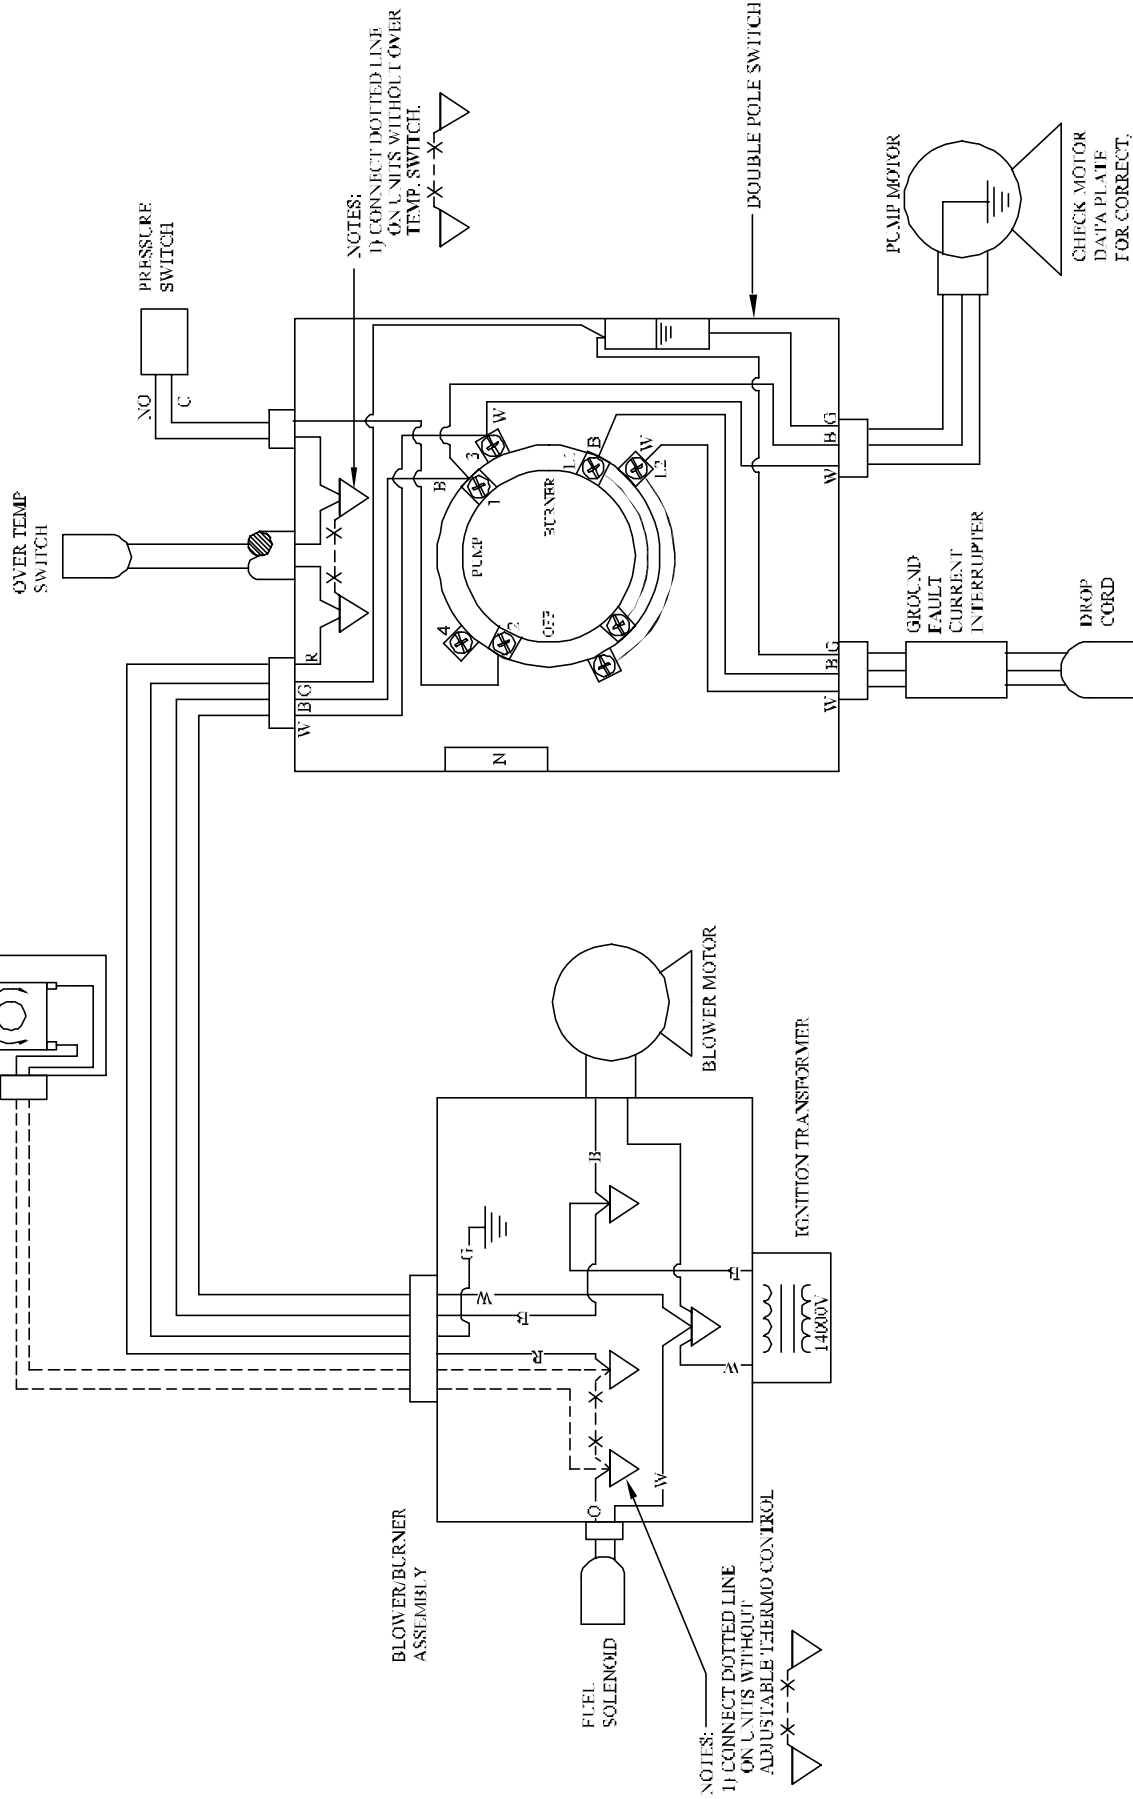 OVER TEMP
SWITCH
PRESSURE
SWITCH
NO
C
NOTES:
1) CONNECT DOTTED LINE
ON UNITS WITHOUT OVER
TEMP. SWITCH.
DOUBLE POLE SWITCH
R
G
B
W
N
4
2
OFF
PUMP
BURNER
1
B
3
W
L1
B
L2
W
W
B
G
W
B
G
PUMP MOTOR
CHECK MOTOR
DATA PLATE
FOR CORRECT.
GROUND
FAULT
CURRENT
INTERRUPTER
DROP
CORD
BLOWER/BURNER
ASSEMBLY
G
W
B
R
B
B
W
W
O
BLOWER MOTOR
IGNITION TRANSFORMER
14000V
FUEL
SOLENOID
NOTES:
1) CONNECT DOTTED LINE
ON UNITS WITHOUT
ADJUSTABLE THERMO CONTROL